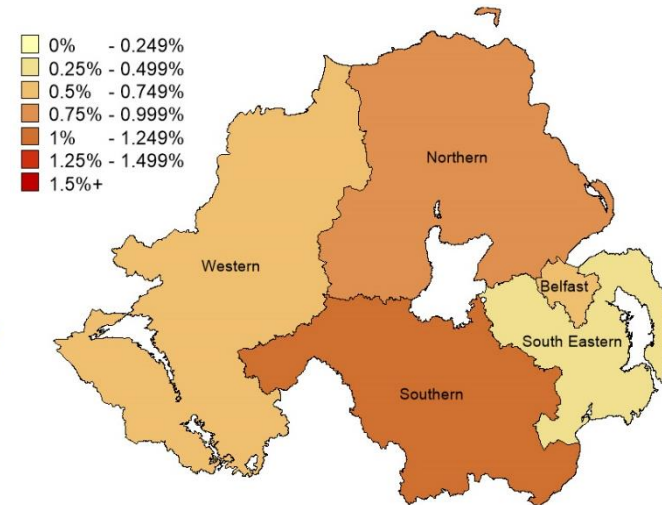 0% - 0.249%
0.25% - 0.499%
0.5% - 0.749%
0.75% - 0.999%
1% - 1.249%
1.25% - 1.499%
1.5%+
Northern
Western
Belfast
South Eastern
Southern